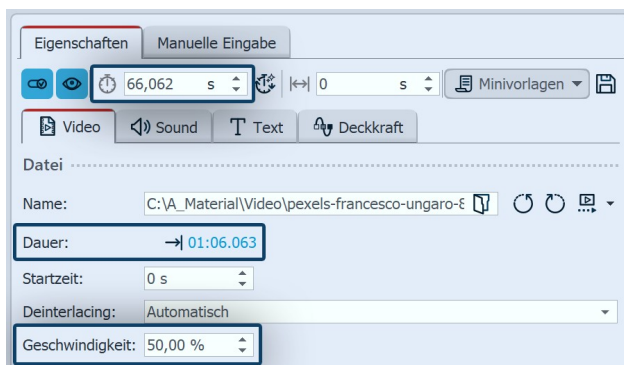 Eigenschaften Manuelle Eingabe
66,062 s 0 s Minivorlagen
Video Sound Text Deckkraft
Datei
Name: C:\A_Material\Video\pexels-francesco-ungaro-8
Dauer: 01:06.063
Startzeit: 0 s
Deinterlacing: Automatisch
Geschwindigkeit: 50,00 %